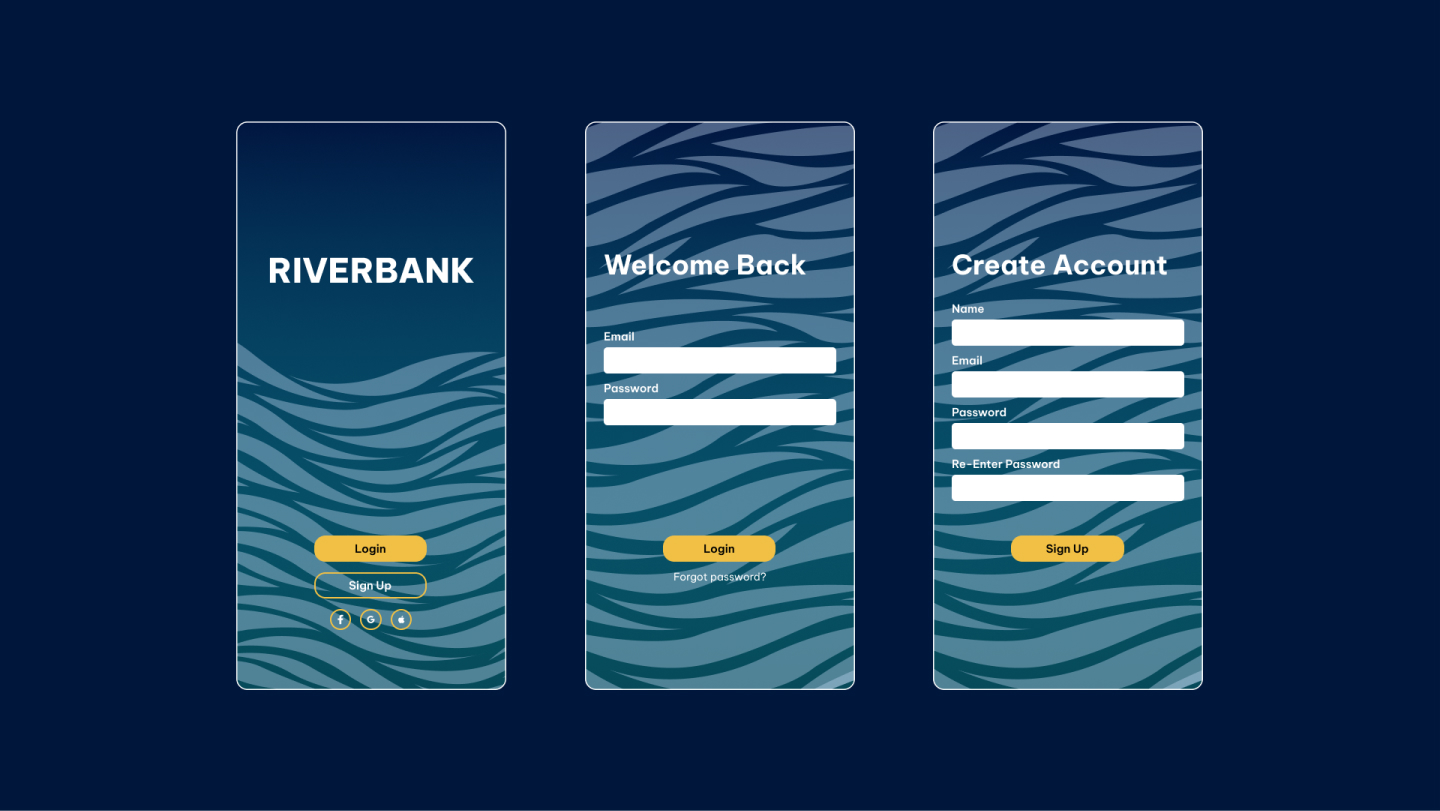 RIVERBANK
Login
Sign Up
Welcome Back
Email
Password
Login
Forgot password?
Create Account
Name
Email
Password
Re-Enter Password
Sign Up